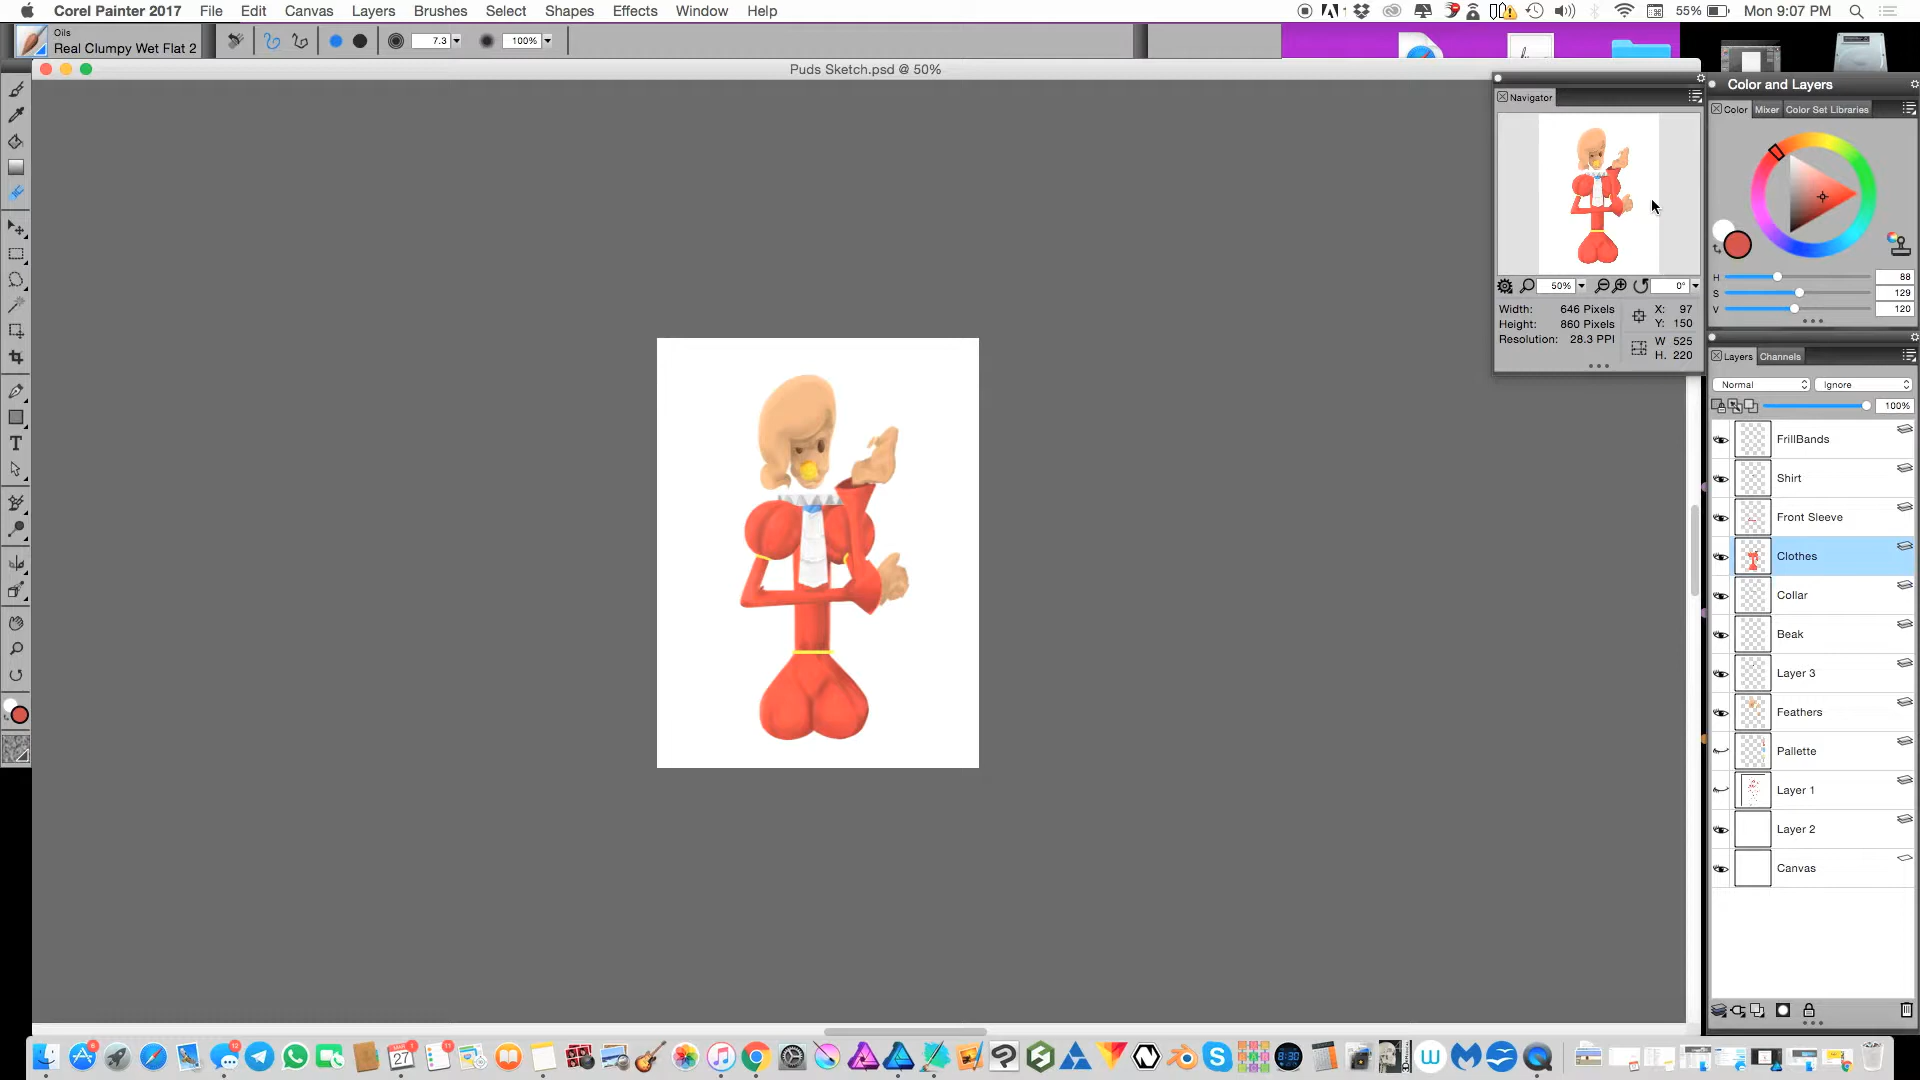 Corel Painter 2017 File Edit Canvas Layers Brushes Select Shapes Effects Window Help 55% Mon 9:07 PM
Oils
Real Clumpy Wet Flat 2 7.3 100%
Puds Sketch.psd @ 50%
Color and Layers
Navigator
Color Mixer Color Set Libraries
H 88
S 129
V 120
50% 0°
Width: 646 Pixels X: 97
Height: 860 Pixels Y: 150
Resolution: 28.3 PPI W 525
H. 220
Layers Channels
Normal Ignore
100%
FrillBands
Shirt
Front Sleeve
Clothes
Collar
Beak
Layer 3
Feathers
Pallette
Layer 1
Layer 2
Canvas
27
8:30